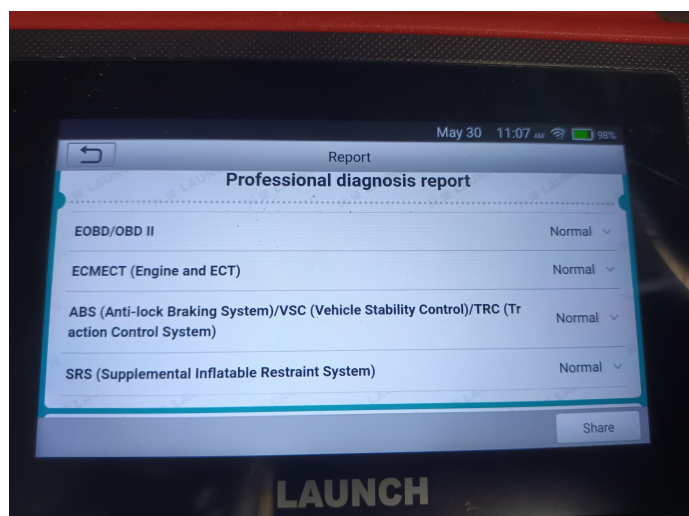 May 30 11:07 AM 98%
Report
Professional diagnosis report
EOBD/OBD II Normal
ECMECT (Engine and ECT) Normal
ABS (Anti-lock Braking System)/VSC (Vehicle Stability Control)/TRC (Tr
action Control System) Normal
SRS (Supplemental Inflatable Restraint System) Normal
Share
LAUNCH